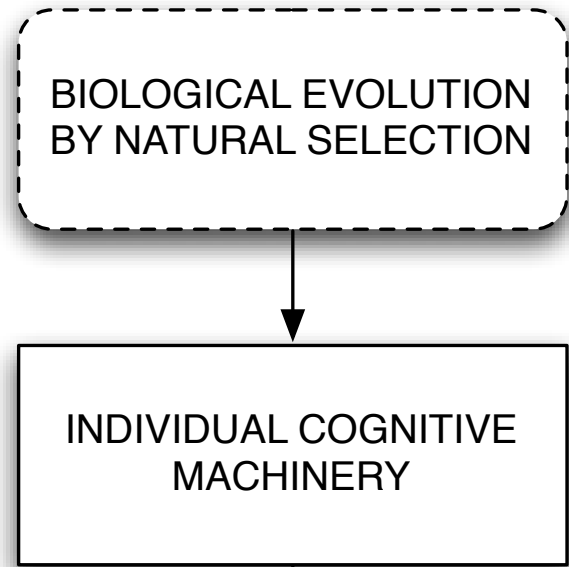 BIOLOGICAL EVOLUTION
BY NATURAL SELECTION
INDIVIDUAL COGNITIVE
MACHINERY